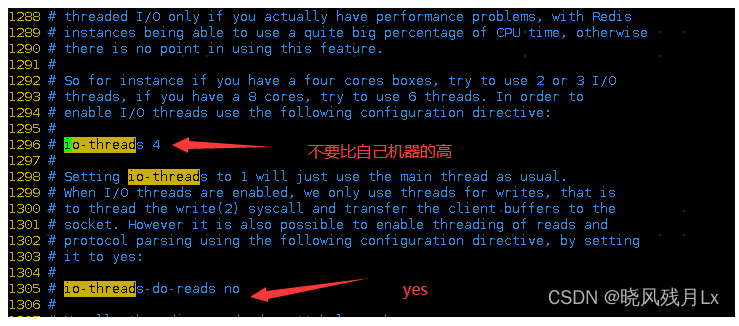 1288 # threaded I/O only if you actually have performance problems, with Redis
1289 # instances being able to use a quite big percentage of CPU time, otherwise
1290 # there is no point in using this feature.
1291 #
1292 # So for instance if you have a four cores boxes, try to use 2 or 3 I/O
1293 # threads, if you have a 8 cores, try to use 6 threads. In order to
1294 # enable I/O threads use the following configuration directive:
1295 #
1296 # io-threads 4
不要比自己机器的高
1297 #
1298 # Setting io-threads to 1 will just use the main thread as usual.
1299 # When I/O threads are enabled, we only use threads for writes, that is
1300 # to thread the write(2) syscall and transfer the client buffers to the
1301 # socket. However it is also possible to enable threading of reads and
1302 # protocol parsing using the following configuration directive, by setting
1303 # it to yes:
1304 #
1305 # io-threads-do-reads no
yes
1306 #
CSDN @晓风残月Lx